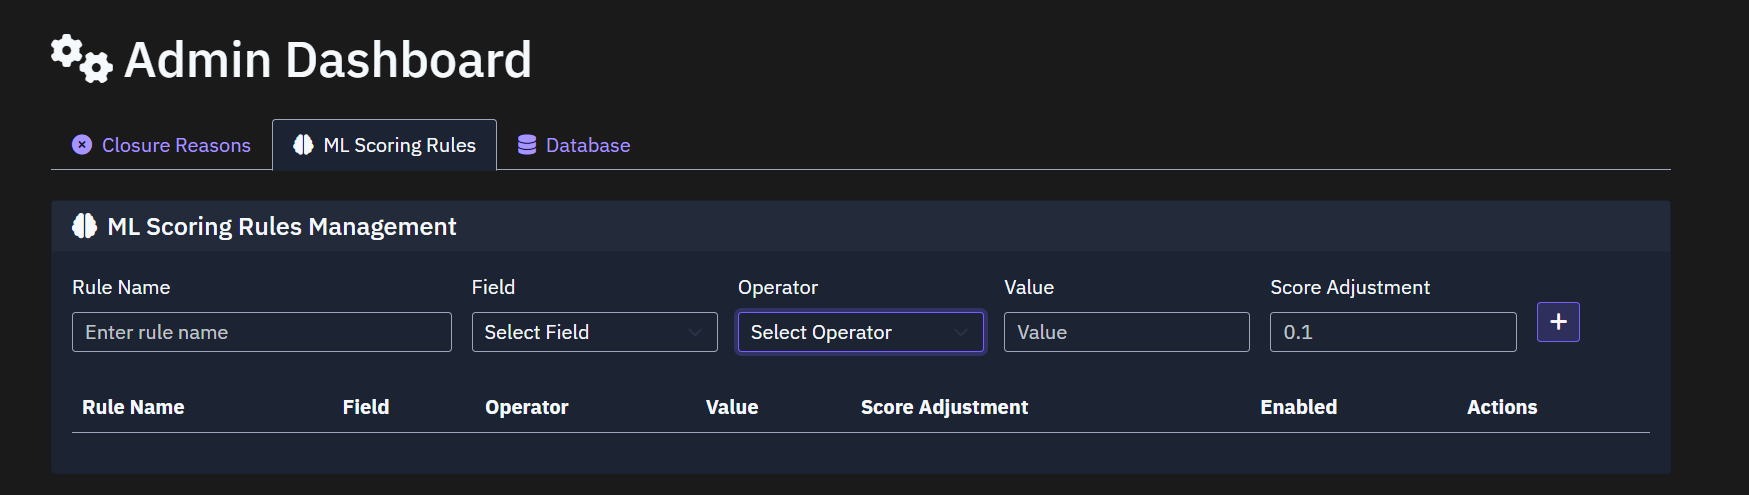 Admin Dashboard
Closure Reasons ML Scoring Rules Database
ML Scoring Rules Management
Rule Name Field Operator Value Score Adjustment
Enter rule name Select Field Select Operator Value 0.1 +
Rule Name Field Operator Value Score Adjustment Enabled Actions